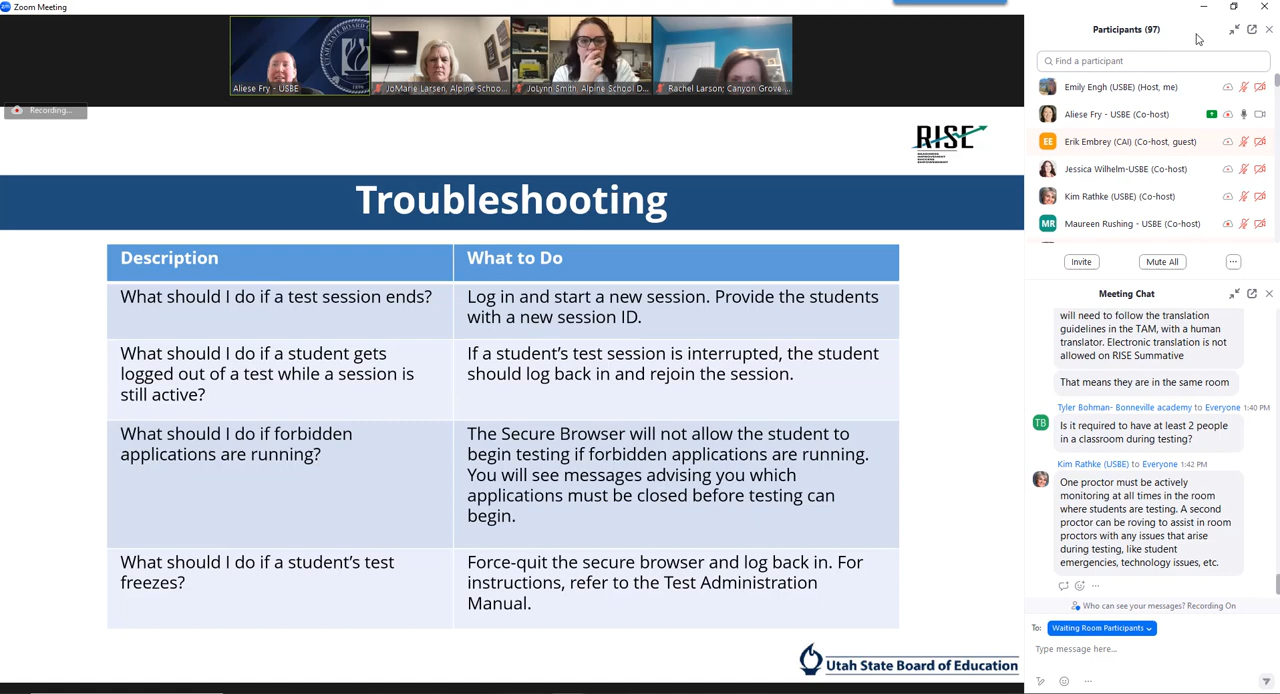 Zoom Meeting
Aliese Fry - USBE
JoMarie Larsen, Alpine Schoo...
JoLynn Smith, Alpine School D...
Rachel Larson; Canyon Grove ...
Recording...
RISE
Troubleshooting
Description
What to Do
What should I do if a test session ends?
Log in and start a new session. Provide the students
with a new session ID.
What should I do if a student gets
logged out of a test while a session is
still active?
If a student’s test session is interrupted, the student
should log back in and rejoin the session.
What should I do if forbidden
applications are running?
The Secure Browser will not allow the student to
begin testing if forbidden applications are running.
You will see messages advising you which
applications must be closed before testing can
begin.
What should I do if a student’s test
freezes?
Force-quit the secure browser and log back in. For
instructions, refer to the Test Administration
Manual.
Utah State Board of Education
Participants (97)
Find a participant
Emily Engh (USBE) (Host, me)
Aliese Fry - USBE (Co-host)
EE
Erik Embrey (CAI) (Co-host, guest)
Jessica Wilhelm-USBE (Co-host)
Kim Rathke (USBE) (Co-host)
MR
Maureen Rushing - USBE (Co-host)
Invite
Mute All
...
Meeting Chat
will need to follow the translation
guidelines in the TAM, with a human
translator. Electronic translation is not
allowed on RISE Summative
That means they are in the same room
Tyler Bohman- Bonneville academy to Everyone 1:40 PM
TB
Is it required to have at least 2 people
in a classroom during testing?
Kim Rathke (USBE) to Everyone 1:42 PM
One proctor must be actively
monitoring at all times in the room
where students are testing. A second
proctor can be roving to assist in room
proctors with any issues that arise
during testing, like student
emergencies, technology issues, etc.
Who can see your messages? Recording On
To: Waiting Room Participants
Type message here...